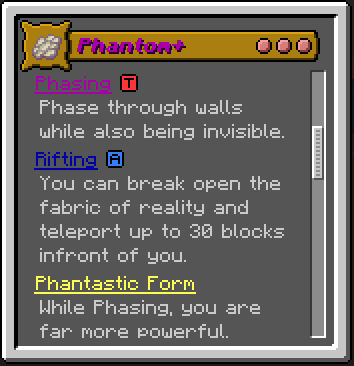 Phantom+
Phasing T
Phase through walls
while also being invisible.
Rifting A
You can break open the
fabric of reality and
teleport up to 30 blocks
infront of you.
Phantastic Form
While Phasing, you are
far more powerful.